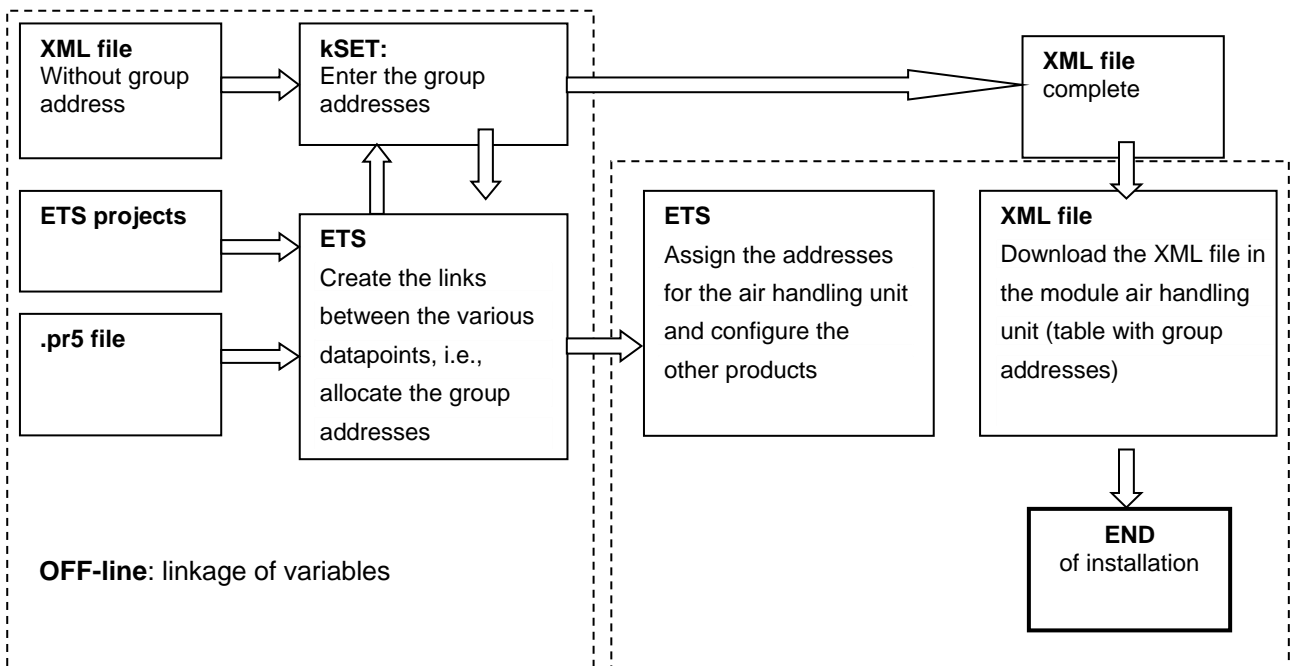 XML file
Without group
address
kSET:
Enter the group
addresses
XML file
complete
ETS projects
.pr5 file
ETS
Create the links
between the various
datapoints, i.e.,
allocate the group
addresses
ETS
Assign the addresses
for the air handling unit
and configure the
other products
XML file
Download the XML file in
the module air handling
unit (table with group
addresses)
END
of installation
OFF-line: linkage of variables